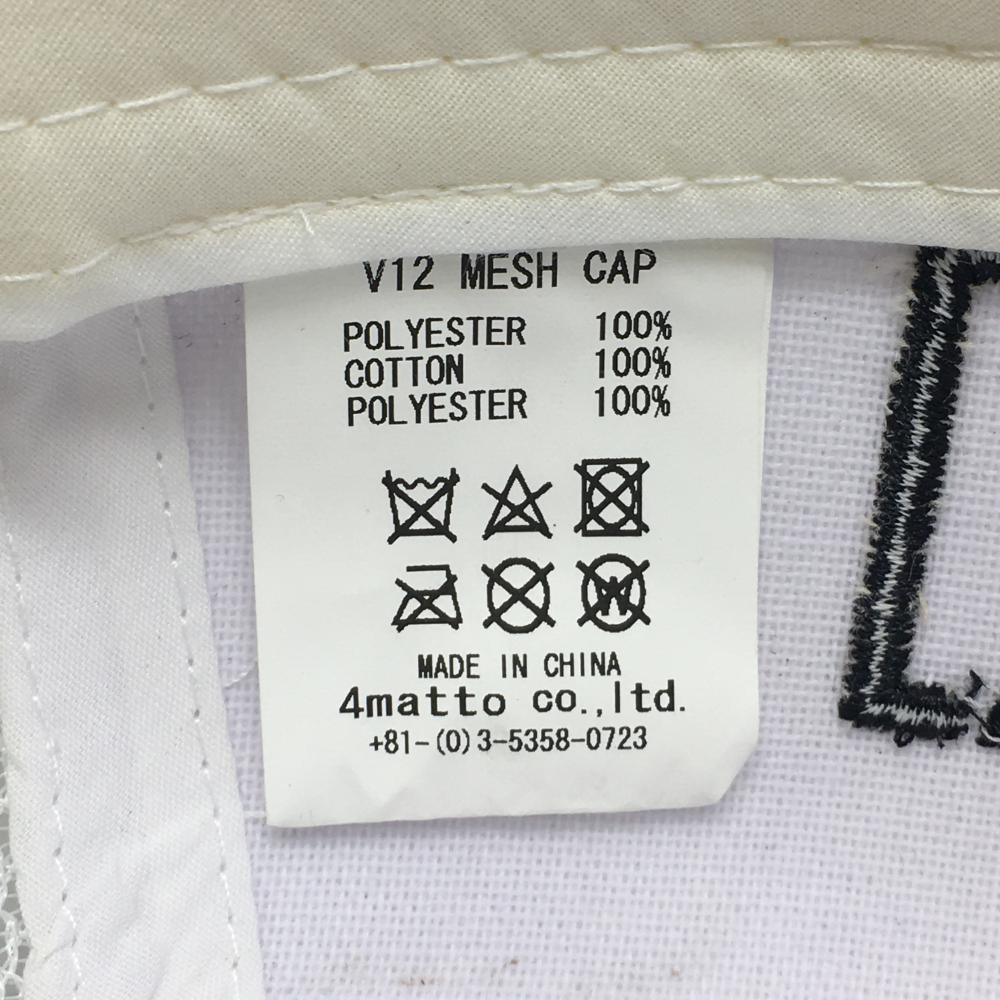 V12 MESH CAP
POLYESTER 100%
COTTON 100%
POLYESTER 100%
MADE IN CHINA
4matto co.,ltd.
+81-(0)3-5358-0723